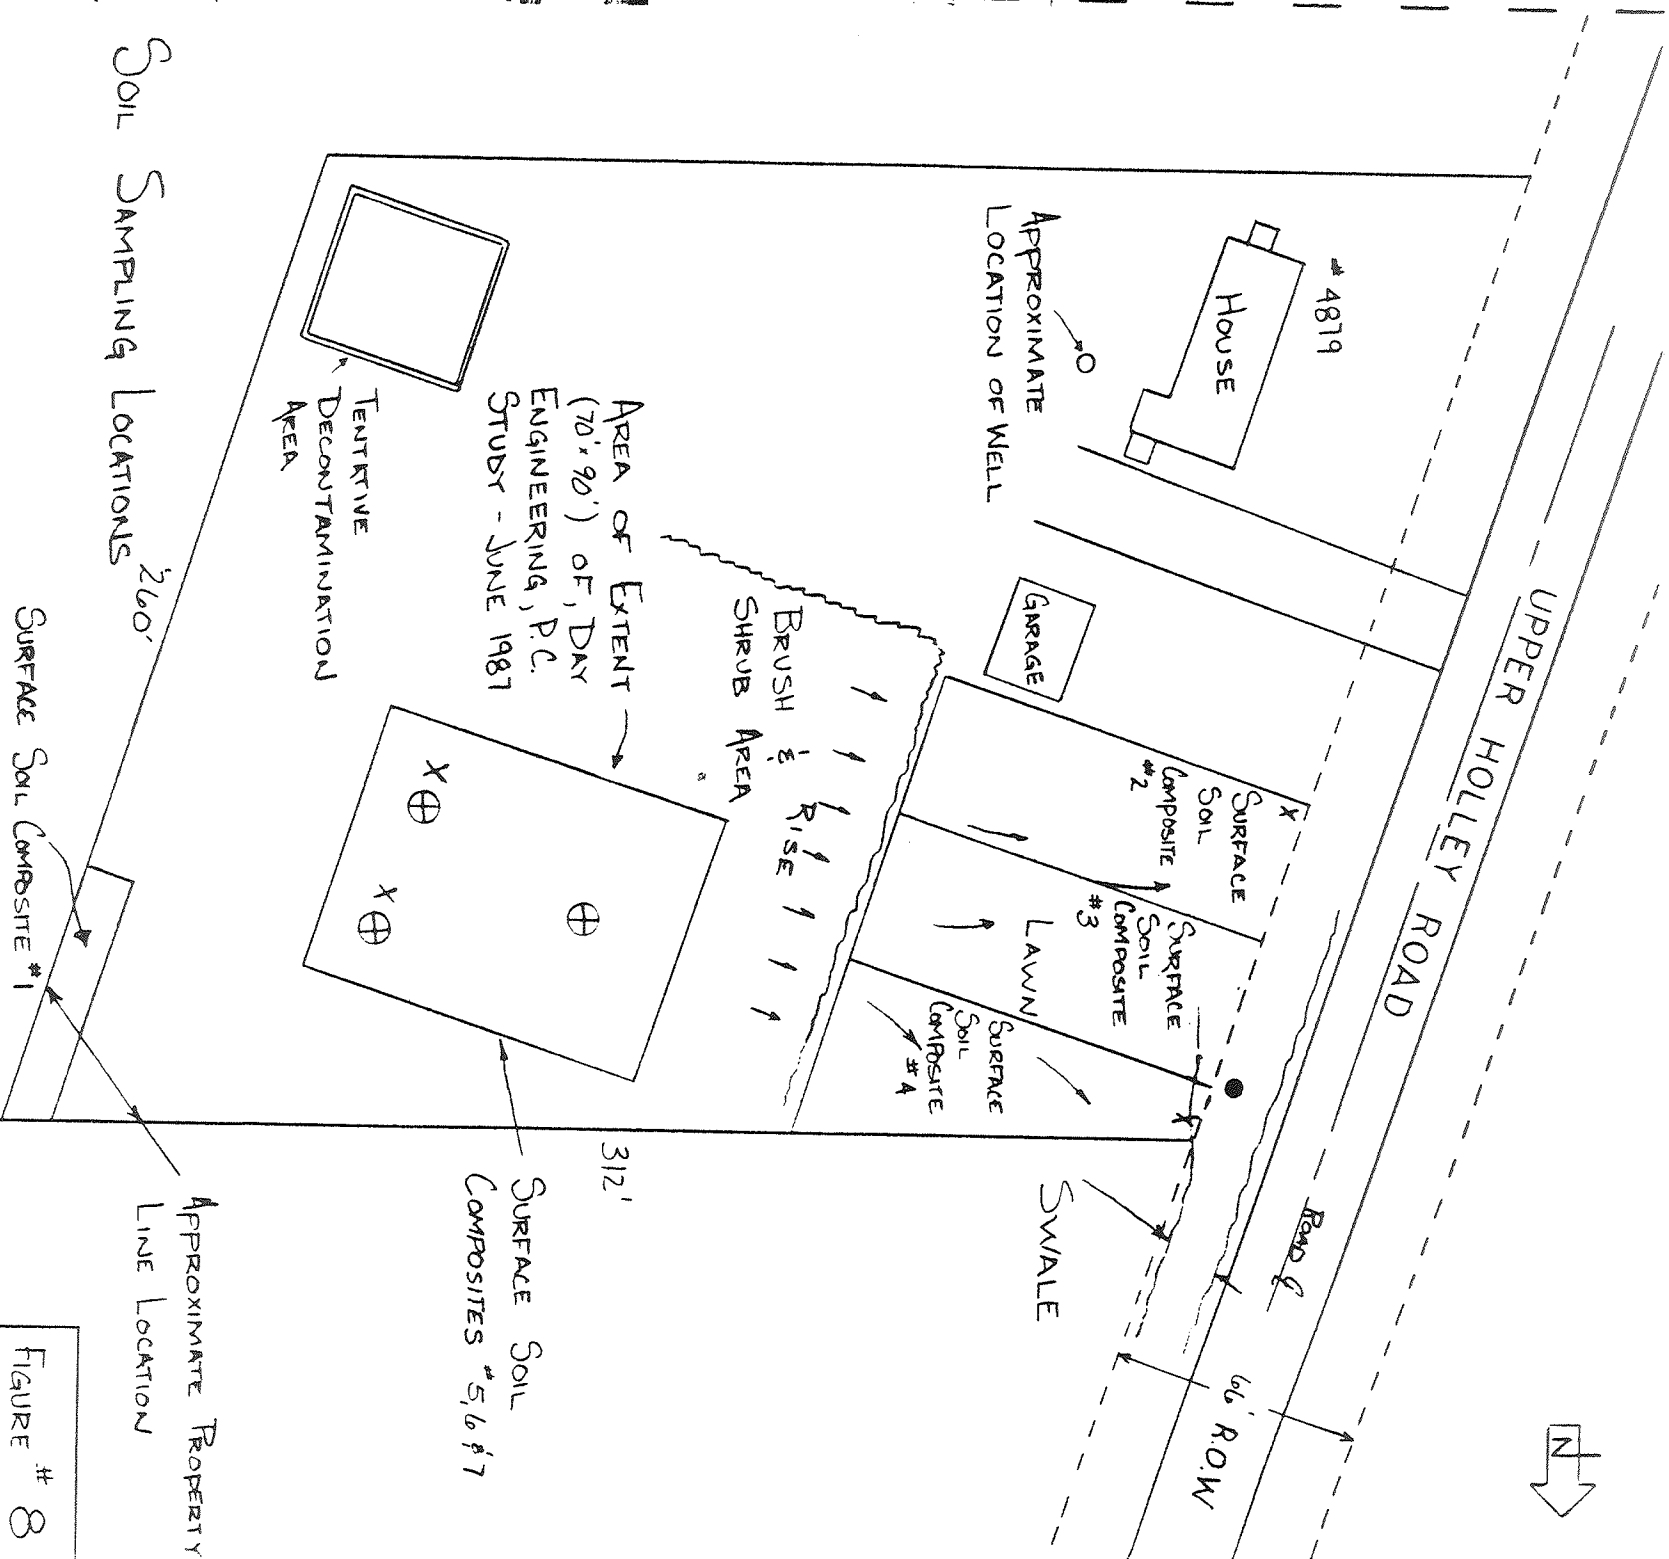 UPPER HOLLEY ROAD
ROAD ℄
66' R.O.W
N
# 4879
HOUSE
APPROXIMATE
LOCATION OF WELL
GARAGE
SURFACE
SOIL
COMPOSITE
#2
SURFACE
SOIL
COMPOSITE
#3
LAWN
SURFACE
SOIL
COMPOSITE
#4
SWALE
RISE
BRUSH &
SHRUB AREA
AREA OF EXTENT
(70' x 90') OF, DAY
ENGINEERING, P.C.
STUDY - JUNE 1987
312'
SURFACE SOIL
COMPOSITES #5,6 & 7
X
X
X
X
TENTATIVE
DECONTAMINATION
AREA
260'
APPROXIMATE PROPERTY
LINE LOCATION
SOIL SAMPLING LOCATIONS
SURFACE SOIL COMPOSITE #1
FIGURE # 8